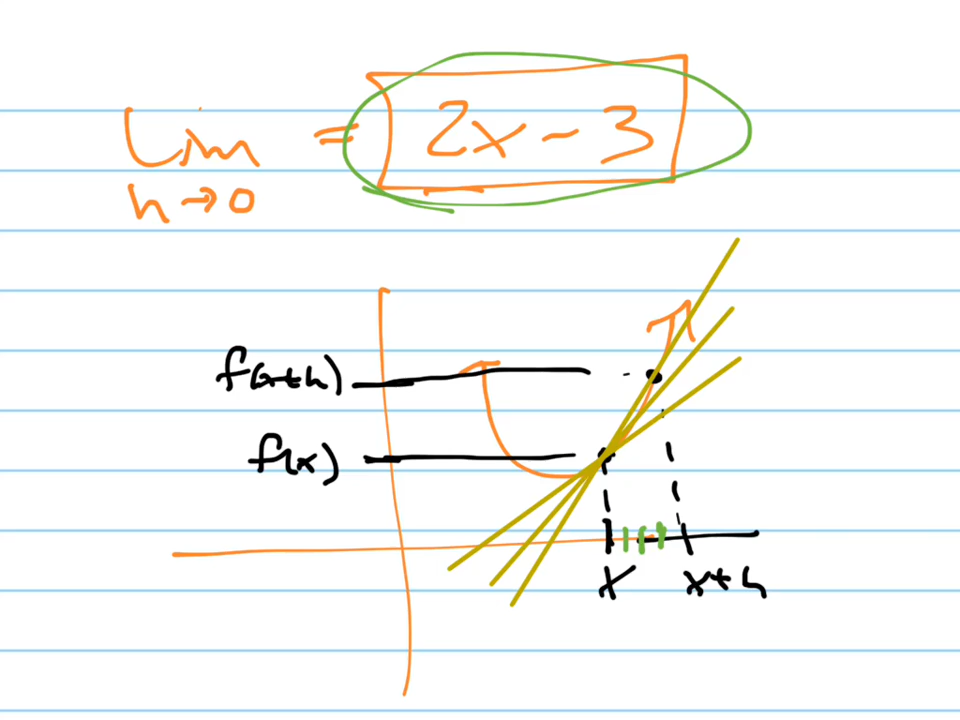 Lim = 2x - 3
h → 0
f(x+h)
f(x)
x x+h